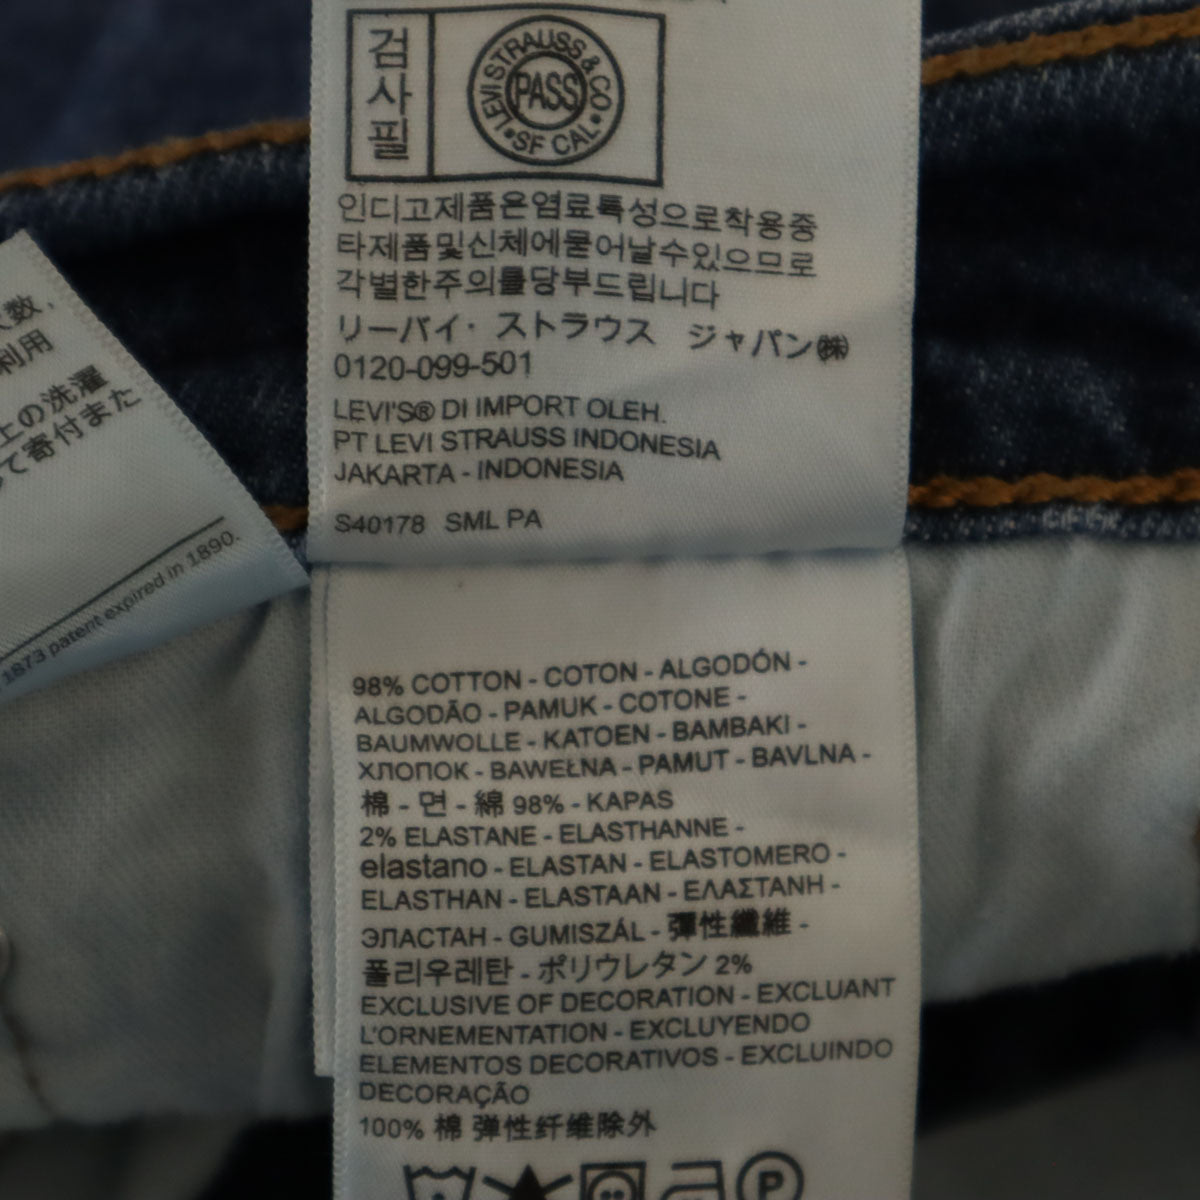 검사필
LEVI STRAUSS & CO
PASS
SF CAL
인디고제품은염료특성으로착용중
타제품및신체에묻어날수있으므로
각별한주의를당부드립니다
リーバイ・ストラウス ジャパン㈱
0120-099-501
LEVI'S® DI IMPORT OLEH.
PT LEVI STRAUSS INDONESIA
JAKARTA - INDONESIA
S40178 SML PA
数,
利用
上の洗濯
て寄付また
1873 patent expired in 1890.
98% COTTON - COTON - ALGODÓN -
ALGODÃO - PAMUK - COTONE -
BAUMWOLLE - KATOEN - BAMBAKI -
ХЛОПОК - BAWEŁNA - PAMUT - BAVLNA -
棉 - 면 - 綿 98% - KAPAS
2% ELASTANE - ELASTHANNE -
elastano - ELASTAN - ELASTOMERO -
ELASTHAN - ELASTAAN - ΕΛΑΣΤΑΝΗ -
ЭЛАСТАН - GUMISZÁL - 彈性纖維 -
폴리우레탄 - ポリウレタン 2%
EXCLUSIVE OF DECORATION - EXCLUANT
L'ORNEMENTATION - EXCLUYENDO
ELEMENTOS DECORATIVOS - EXCLUINDO
DECORAÇÃO
100% 棉 弹性纤维除外
P